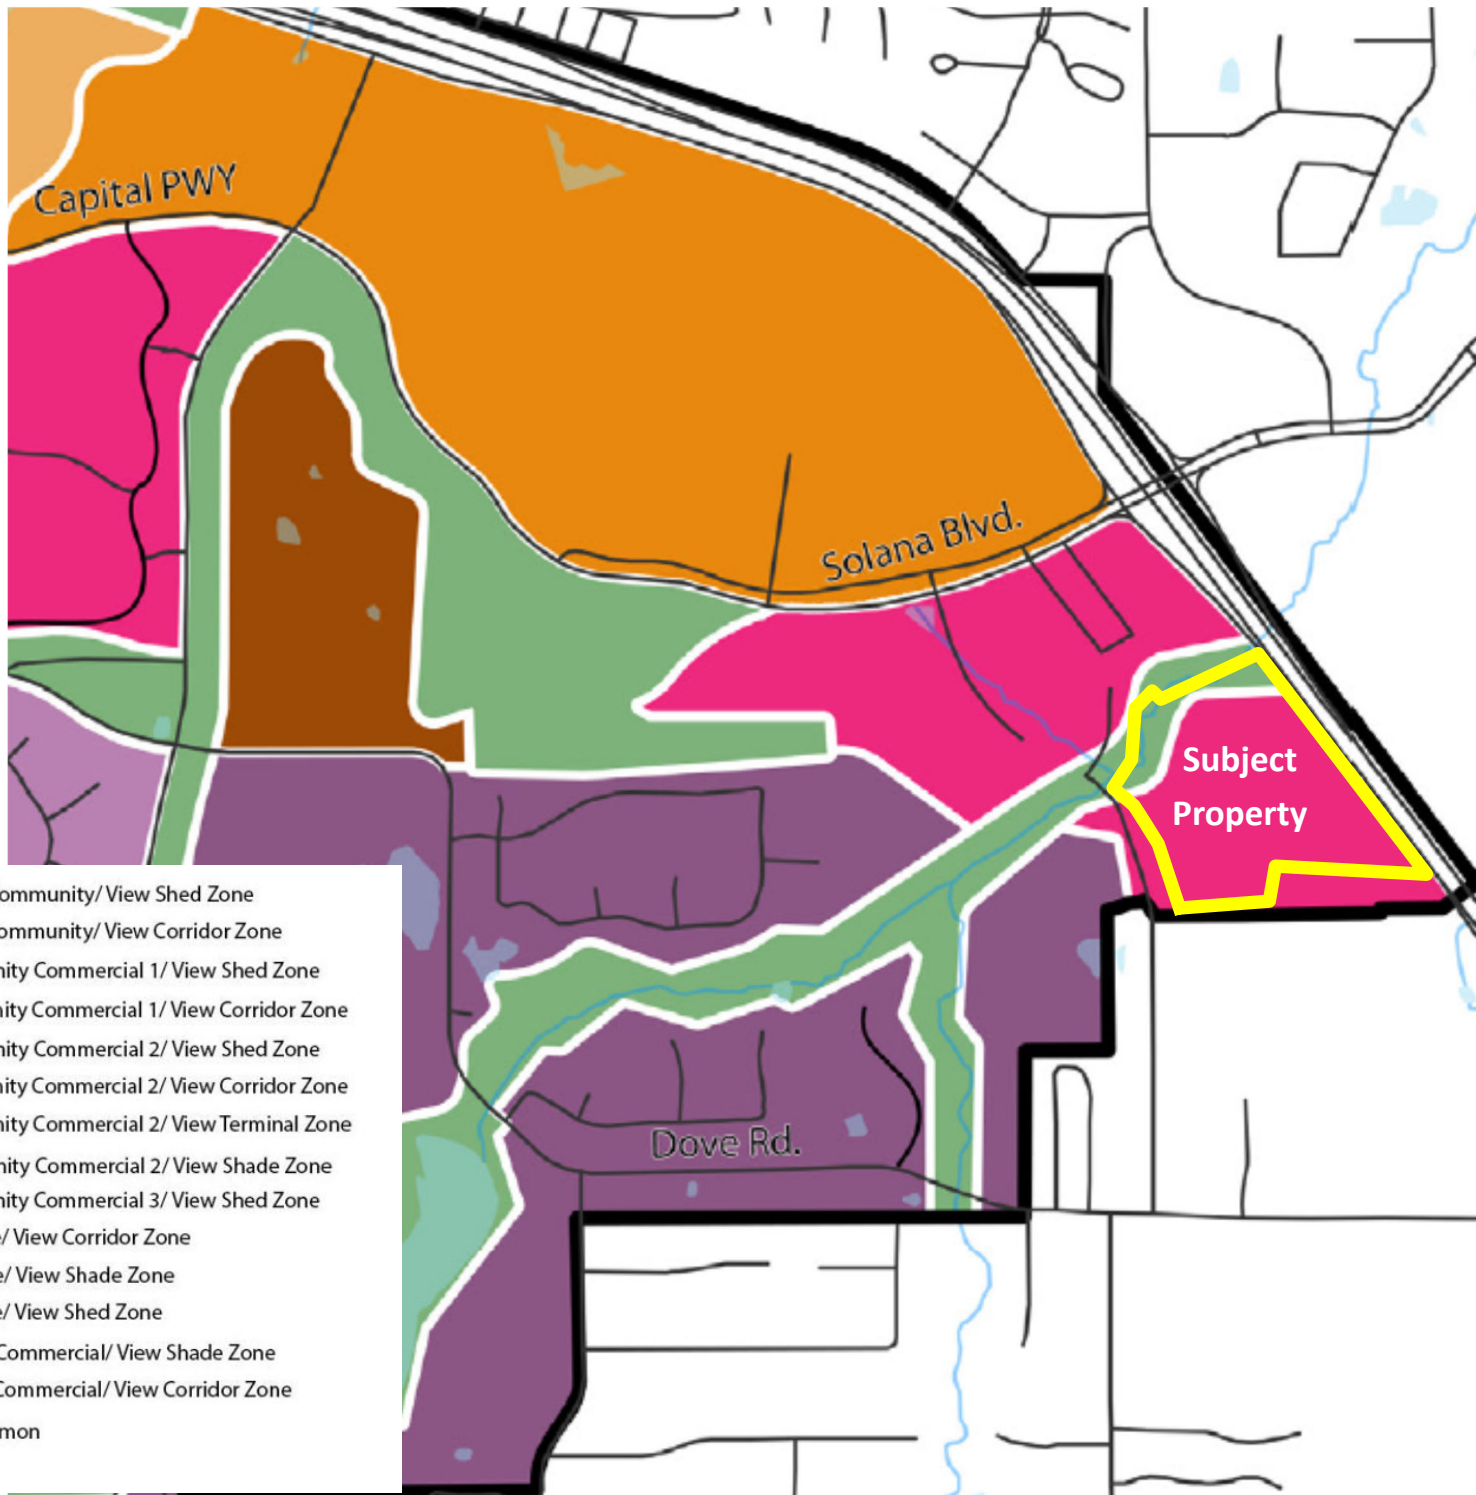 Capital PWY
Solana Blvd.
Subject
Property
Dove Rd.
ommunity/ View Shed Zone
ommunity/ View Corridor Zone
nity Commercial 1/ View Shed Zone
nity Commercial 1/ View Corridor Zone
nity Commercial 2/ View Shed Zone
nity Commercial 2/ View Corridor Zone
nity Commercial 2/ View Terminal Zone
nity Commercial 2/ View Shade Zone
nity Commercial 3/ View Shed Zone
e/ View Corridor Zone
e/ View Shade Zone
e/ View Shed Zone
Commercial/ View Shade Zone
Commercial/ View Corridor Zone
mon